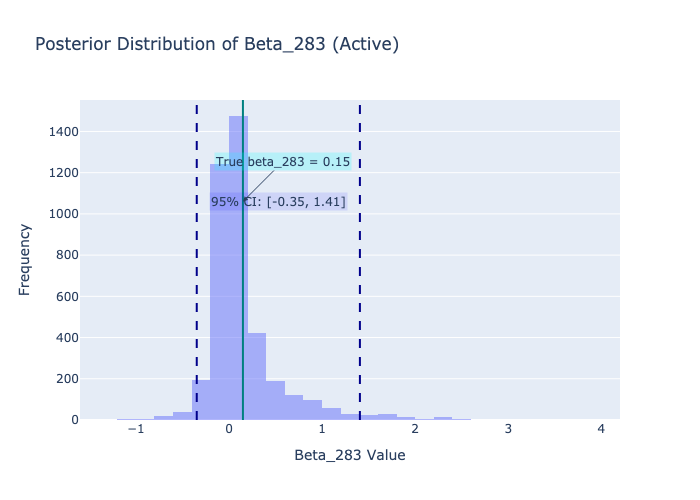 Posterior Distribution of Beta_283 (Active)
1400
1200
1000
800
600
400
200
0
Frequency
True beta_283 = 0.15
95% CI: [-0.35, 1.41]
−1
0
1
2
3
4
Beta_283 Value